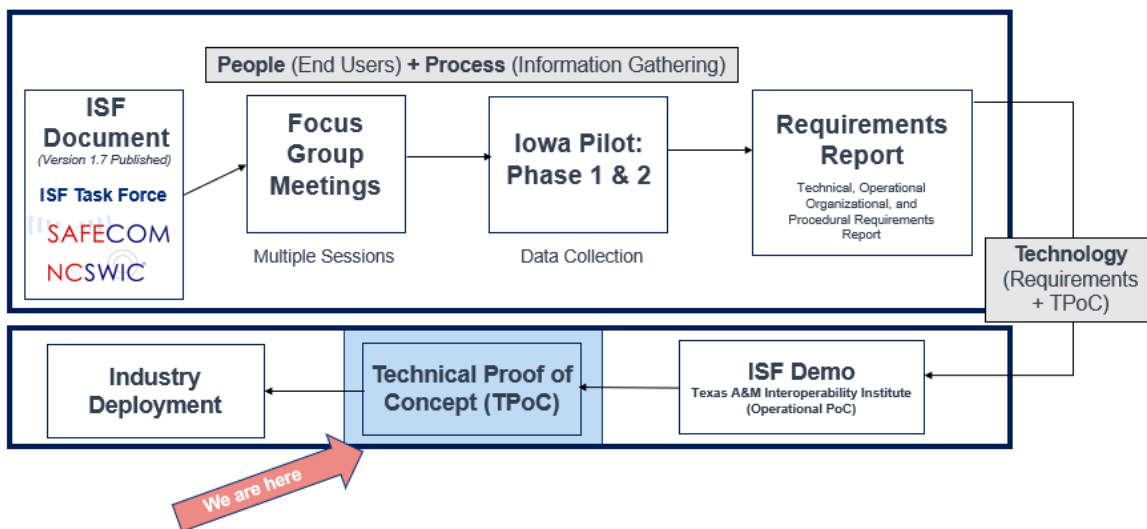 People (End Users) + Process (Information Gathering)
ISF
Document
(Version 1.7 Published)
ISF Task Force
SAFECOM
NCSWIC
Focus
Group
Meetings
Multiple Sessions
Iowa Pilot:
Phase 1 & 2
Data Collection
Requirements
Report
Technical, Operational
Organizational, and
Procedural Requirements
Report
Technology
(Requirements
+ TPoC)
ISF Demo
Texas A&M Interoperability Institute
(Operational PoC)
Technical Proof of
Concept (TPoC)
Industry
Deployment
We are here